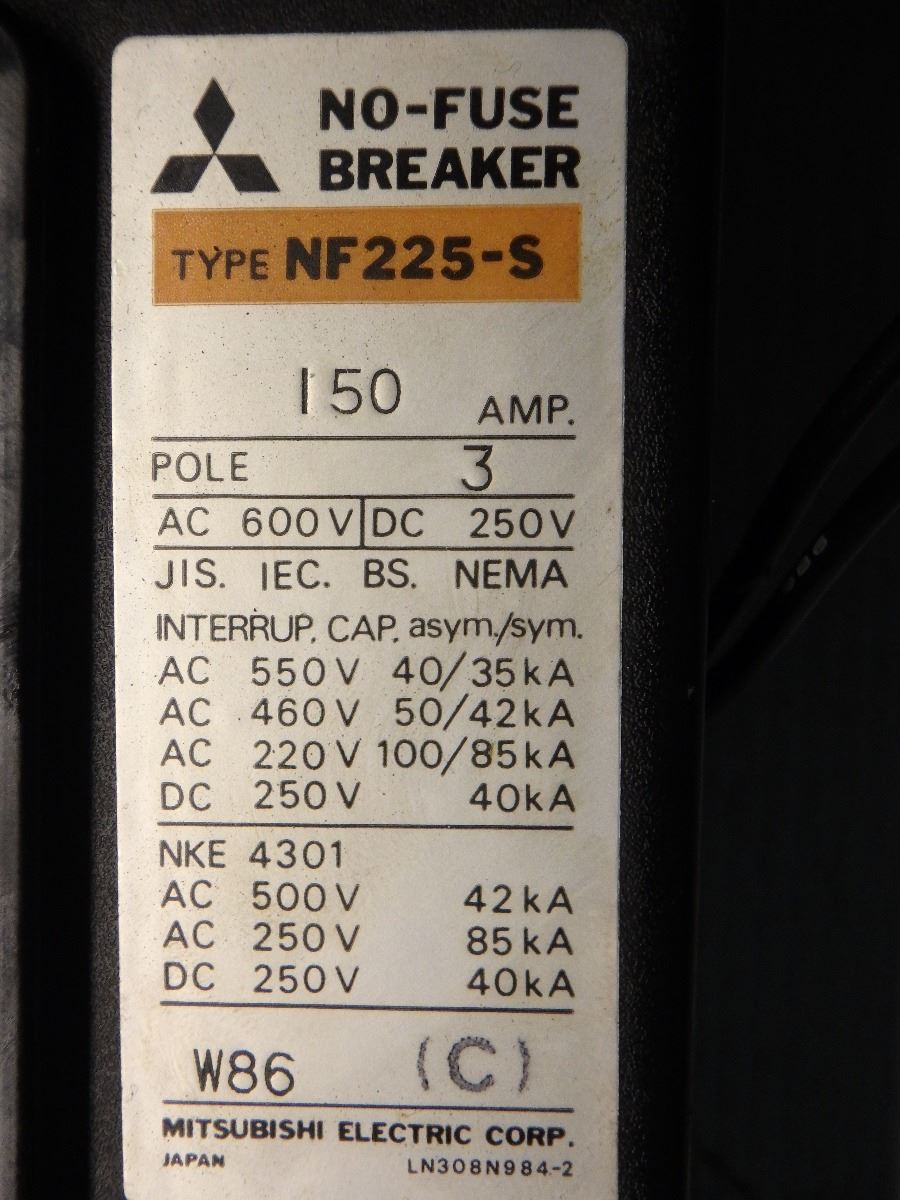 NO-FUSE
BREAKER
TYPE NF225-S
150 AMP.
POLE 3
AC 600V DC 250V
JIS. IEC. BS. NEMA
INTERRUP. CAP. asym./sym.
AC 550V 40/35kA
AC 460V 50/42kA
AC 220V 100/85kA
DC 250V 40kA
NKE 4301
AC 500V 42kA
AC 250V 85kA
DC 250V 40kA
W86 (C)
MITSUBISHI ELECTRIC CORP.
JAPAN LN308N984-2